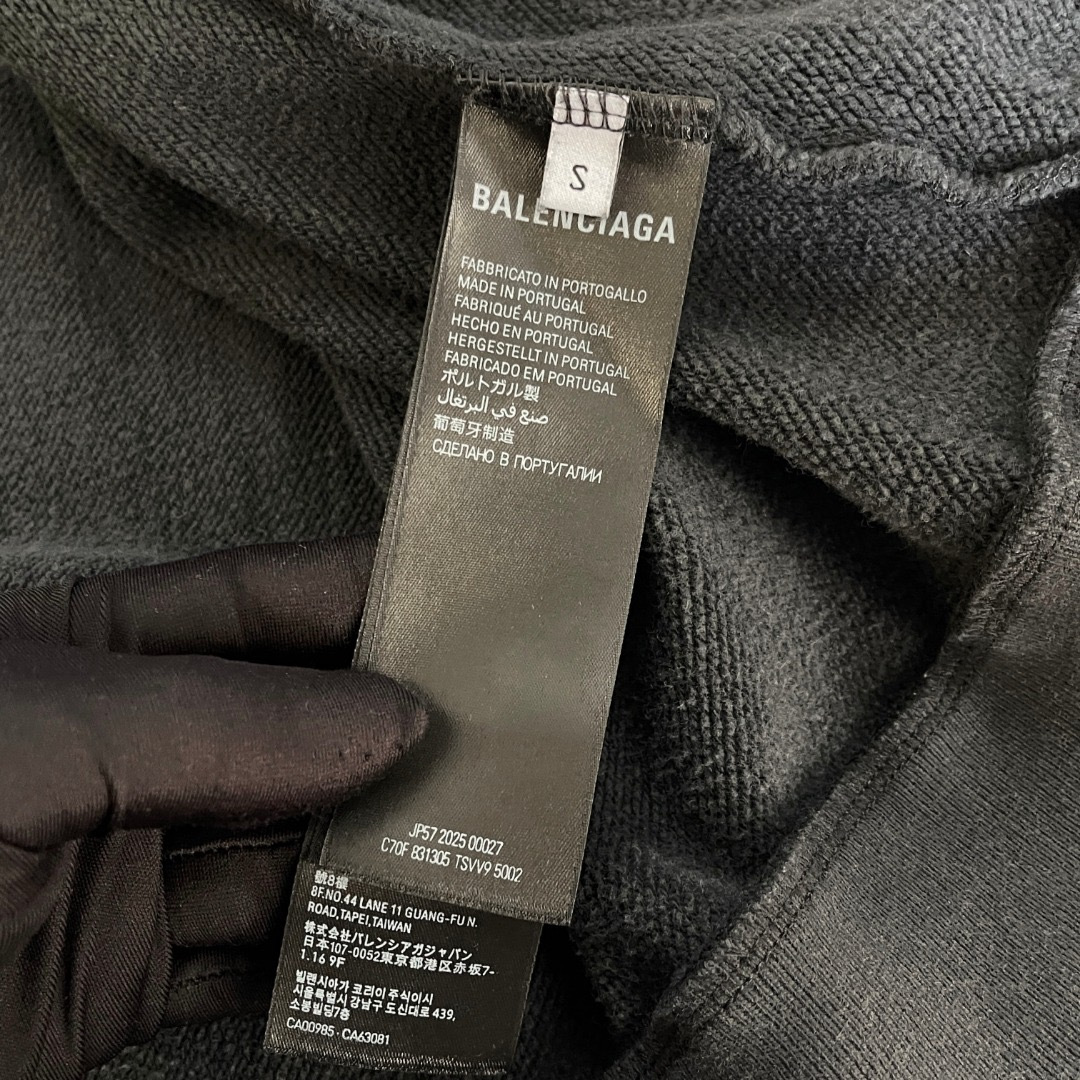 S
BALENCIAGA
FABBRICATO IN PORTOGALLO
MADE IN PORTUGAL
FABRIQUÉ AU PORTUGAL
HECHO EN PORTUGAL
HERGESTELLT IN PORTUGAL
FABRICADO EM PORTUGAL
ポルトガル製
صنع في البرتغال
葡萄牙制造
СДЕЛАНО В ПОРТУГАЛИИ
JP57 2025 00027
C70F 831305 TSVV9 5002
號8樓
8F.NO.44 LANE 11 GUANG-FU N.
ROAD,TAPEI,TAIWAN
株式会社バレンシアガジャパン
日本107-0052東京都港区赤坂7-
1.16 9F
빌렌시아가 코리이 주식이시
시울특별시 강남구 도신대로 439,
소봉빌딩7층
CA00985 · CA63081